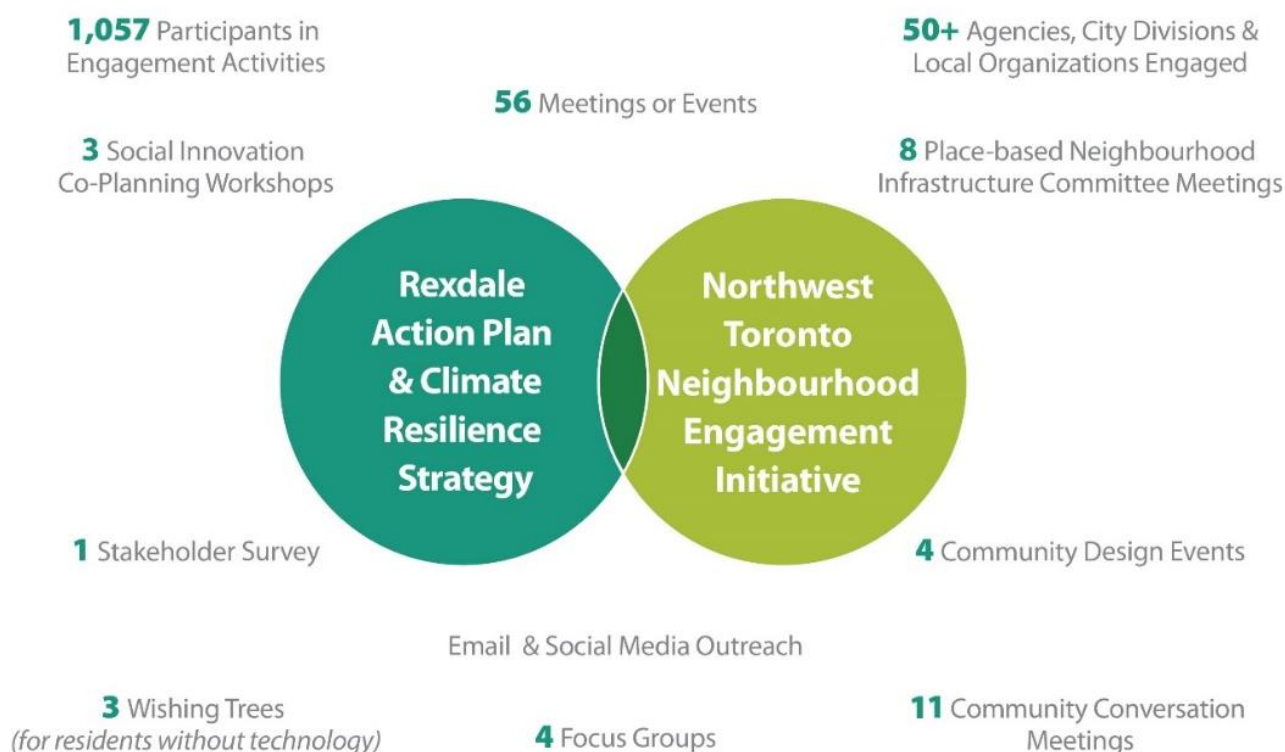 1,057 Participants in
Engagement Activities
50+ Agencies, City Divisions &
Local Organizations Engaged
56 Meetings or Events
3 Social Innovation
Co-Planning Workshops
8 Place-based Neighbourhood
Infrastructure Committee Meetings
Rexdale
Action Plan
& Climate
Resilience
Strategy
Northwest
Toronto
Neighbourhood
Engagement
Initiative
1 Stakeholder Survey
4 Community Design Events
Email & Social Media Outreach
3 Wishing Trees
(for residents without technology)
4 Focus Groups
11 Community Conversation
Meetings